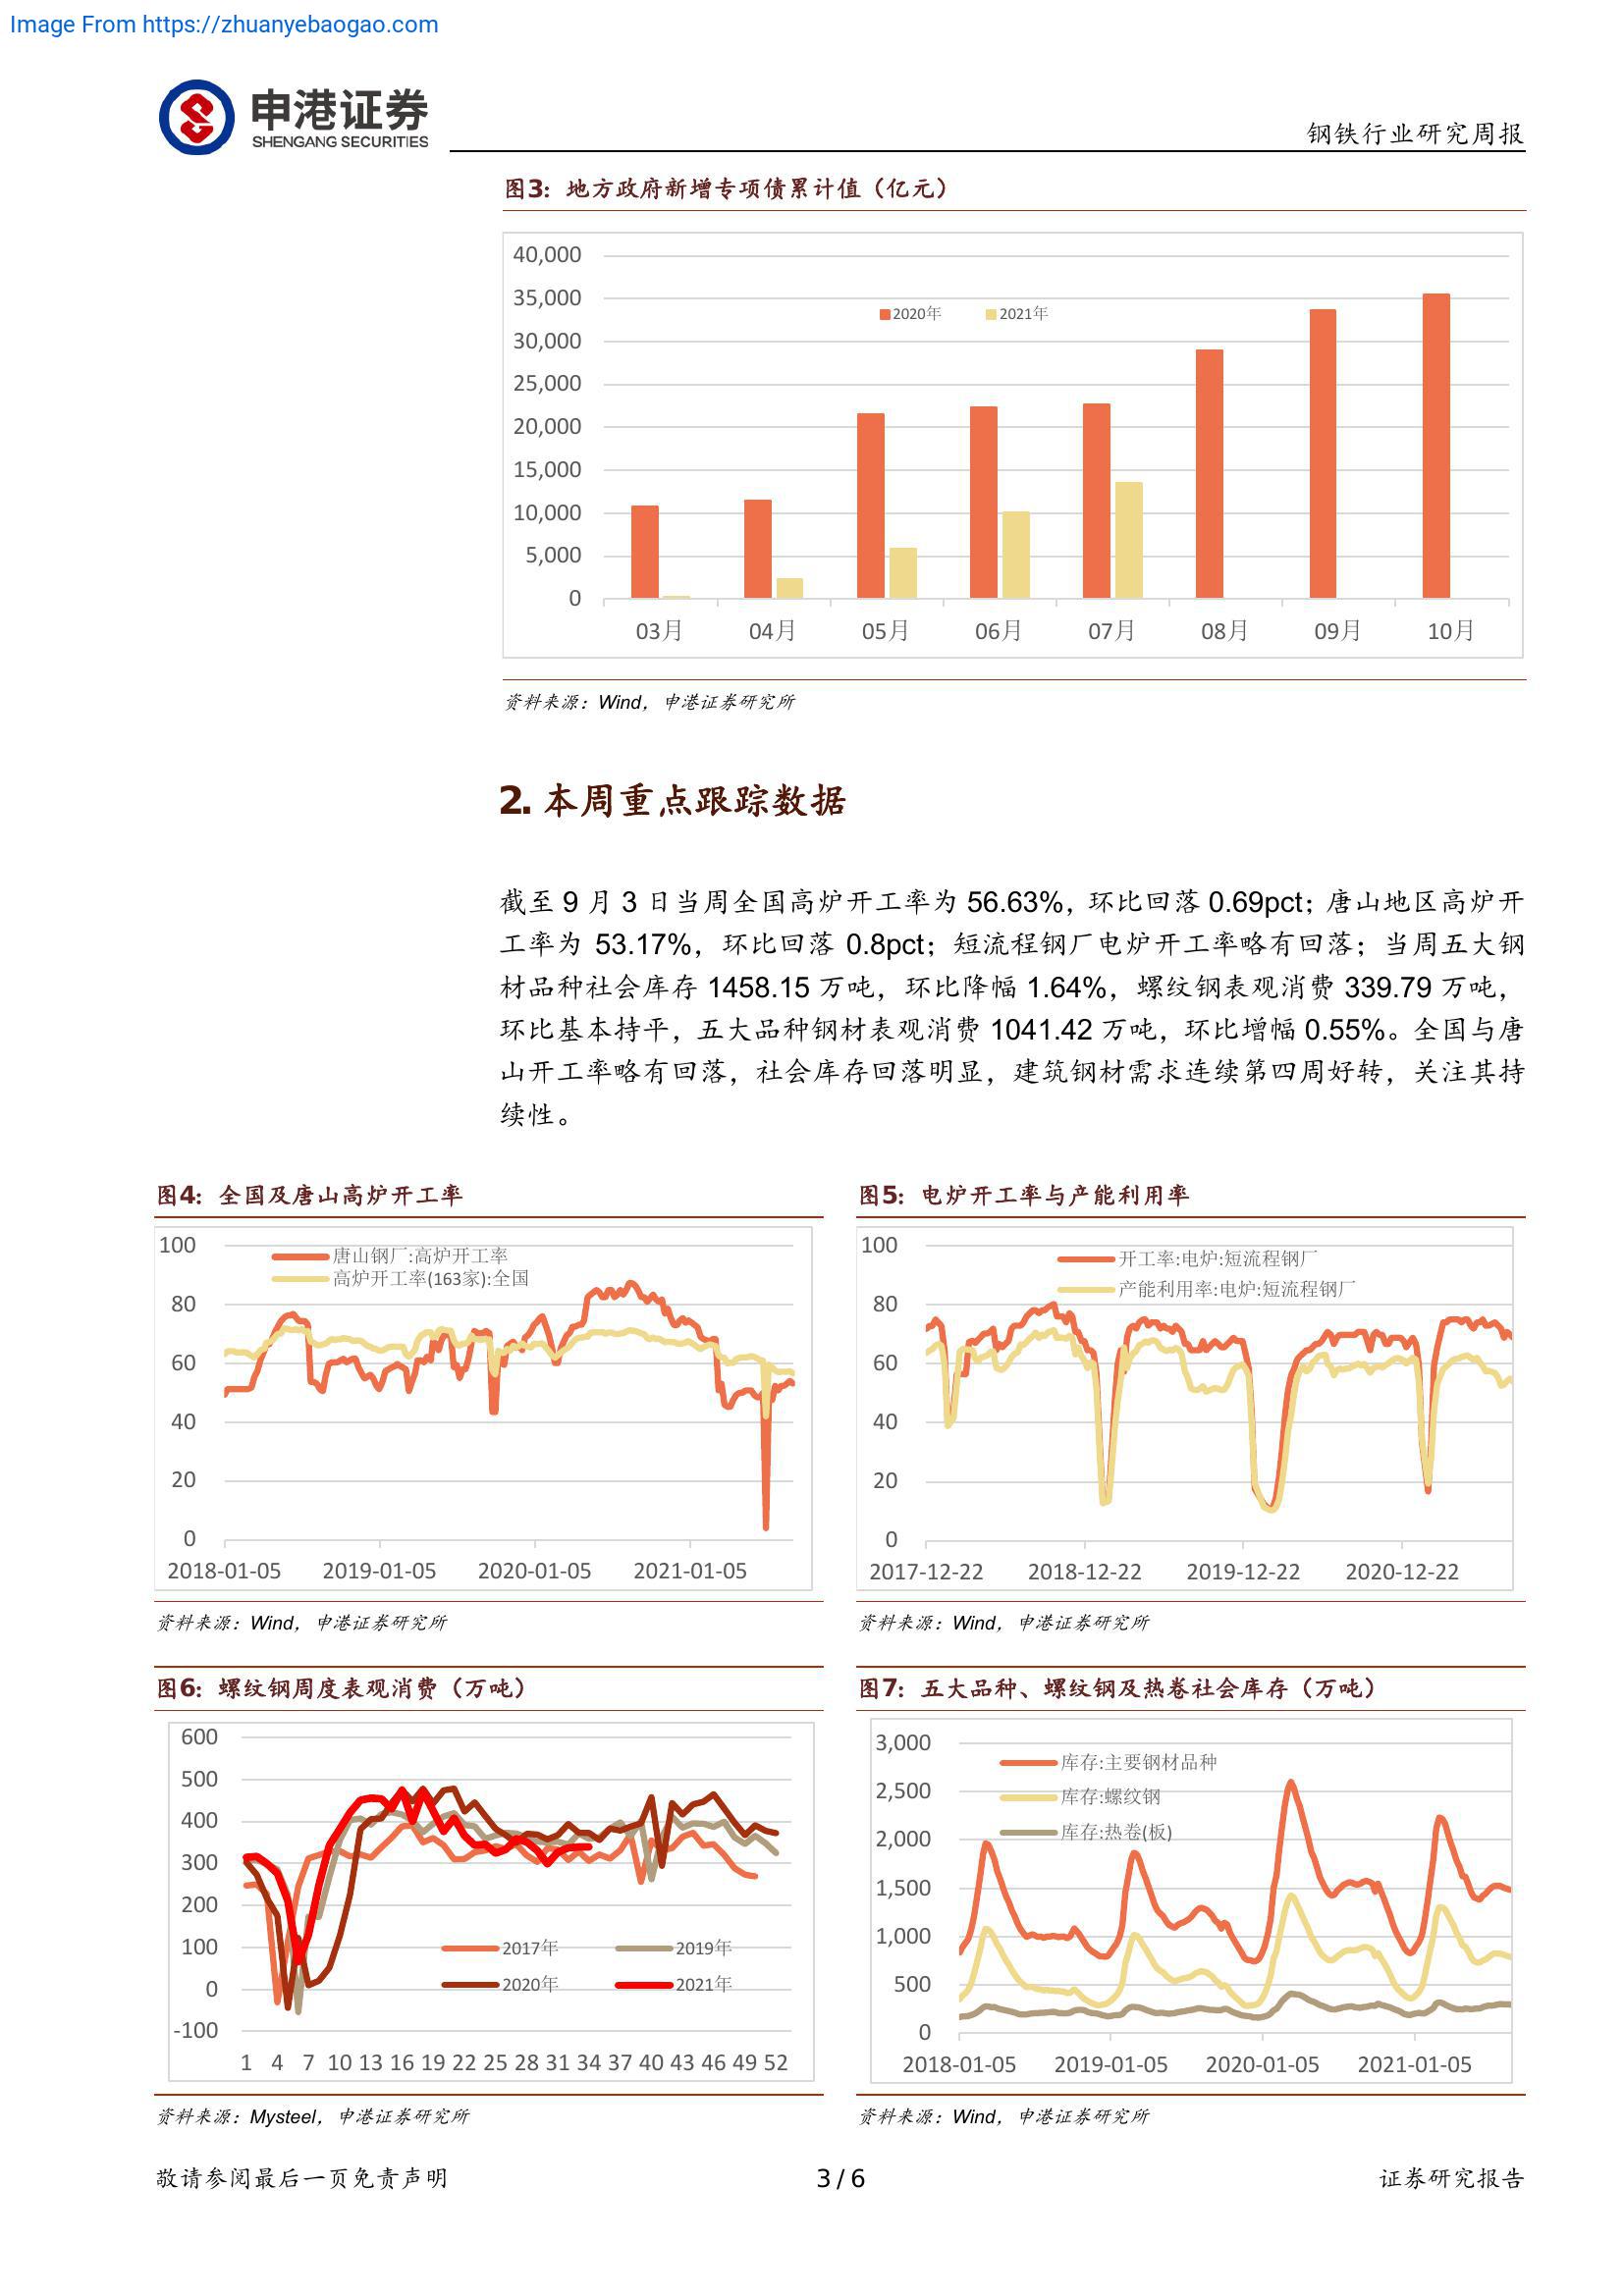 Image From https://zhuanyebaogao.com
申港证券
SHENGANG SECURITIES
钢铁行业研究周报
图3：地方政府新增专项债累计值（亿元）
40,000
35,000
30,000
25,000
20,000
15,000
10,000
5,000
0
2020年 2021年
03月 04月 05月 06月 07月 08月 09月 10月
资料来源：Wind，申港证券研究所
2. 本周重点跟踪数据
截至 9 月 3 日当周全国高炉开工率为 56.63%，环比回落 0.69pct；唐山地区高炉开
工率为 53.17%，环比回落 0.8pct；短流程钢厂电炉开工率略有回落；当周五大钢
材品种社会库存 1458.15 万吨，环比降幅 1.64%，螺纹钢表观消费 339.79 万吨，
环比基本持平，五大品种钢材表观消费 1041.42 万吨，环比增幅 0.55%。全国与唐
山开工率略有回落，社会库存回落明显，建筑钢材需求连续第四周好转，关注其持
续性。
图4：全国及唐山高炉开工率
100
80
60
40
20
0
唐山钢厂:高炉开工率
高炉开工率(163家):全国
2018-01-05 2019-01-05 2020-01-05 2021-01-05
资料来源：Wind，申港证券研究所
图5：电炉开工率与产能利用率
100
80
60
40
20
0
开工率:电炉:短流程钢厂
产能利用率:电炉:短流程钢厂
2017-12-22 2018-12-22 2019-12-22 2020-12-22
资料来源：Wind，申港证券研究所
图6：螺纹钢周度表观消费（万吨）
600
500
400
300
200
100
0
-100
2017年 2019年
2020年 2021年
1 4 7 10 13 16 19 22 25 28 31 34 37 40 43 46 49 52
资料来源：Mysteel，申港证券研究所
图7：五大品种、螺纹钢及热卷社会库存（万吨）
3,000
2,500
2,000
1,500
1,000
500
0
库存:主要钢材品种
库存:螺纹钢
库存:热卷(板)
2018-01-05 2019-01-05 2020-01-05 2021-01-05
资料来源：Wind，申港证券研究所
敬请参阅最后一页免责声明
3 / 6
证券研究报告